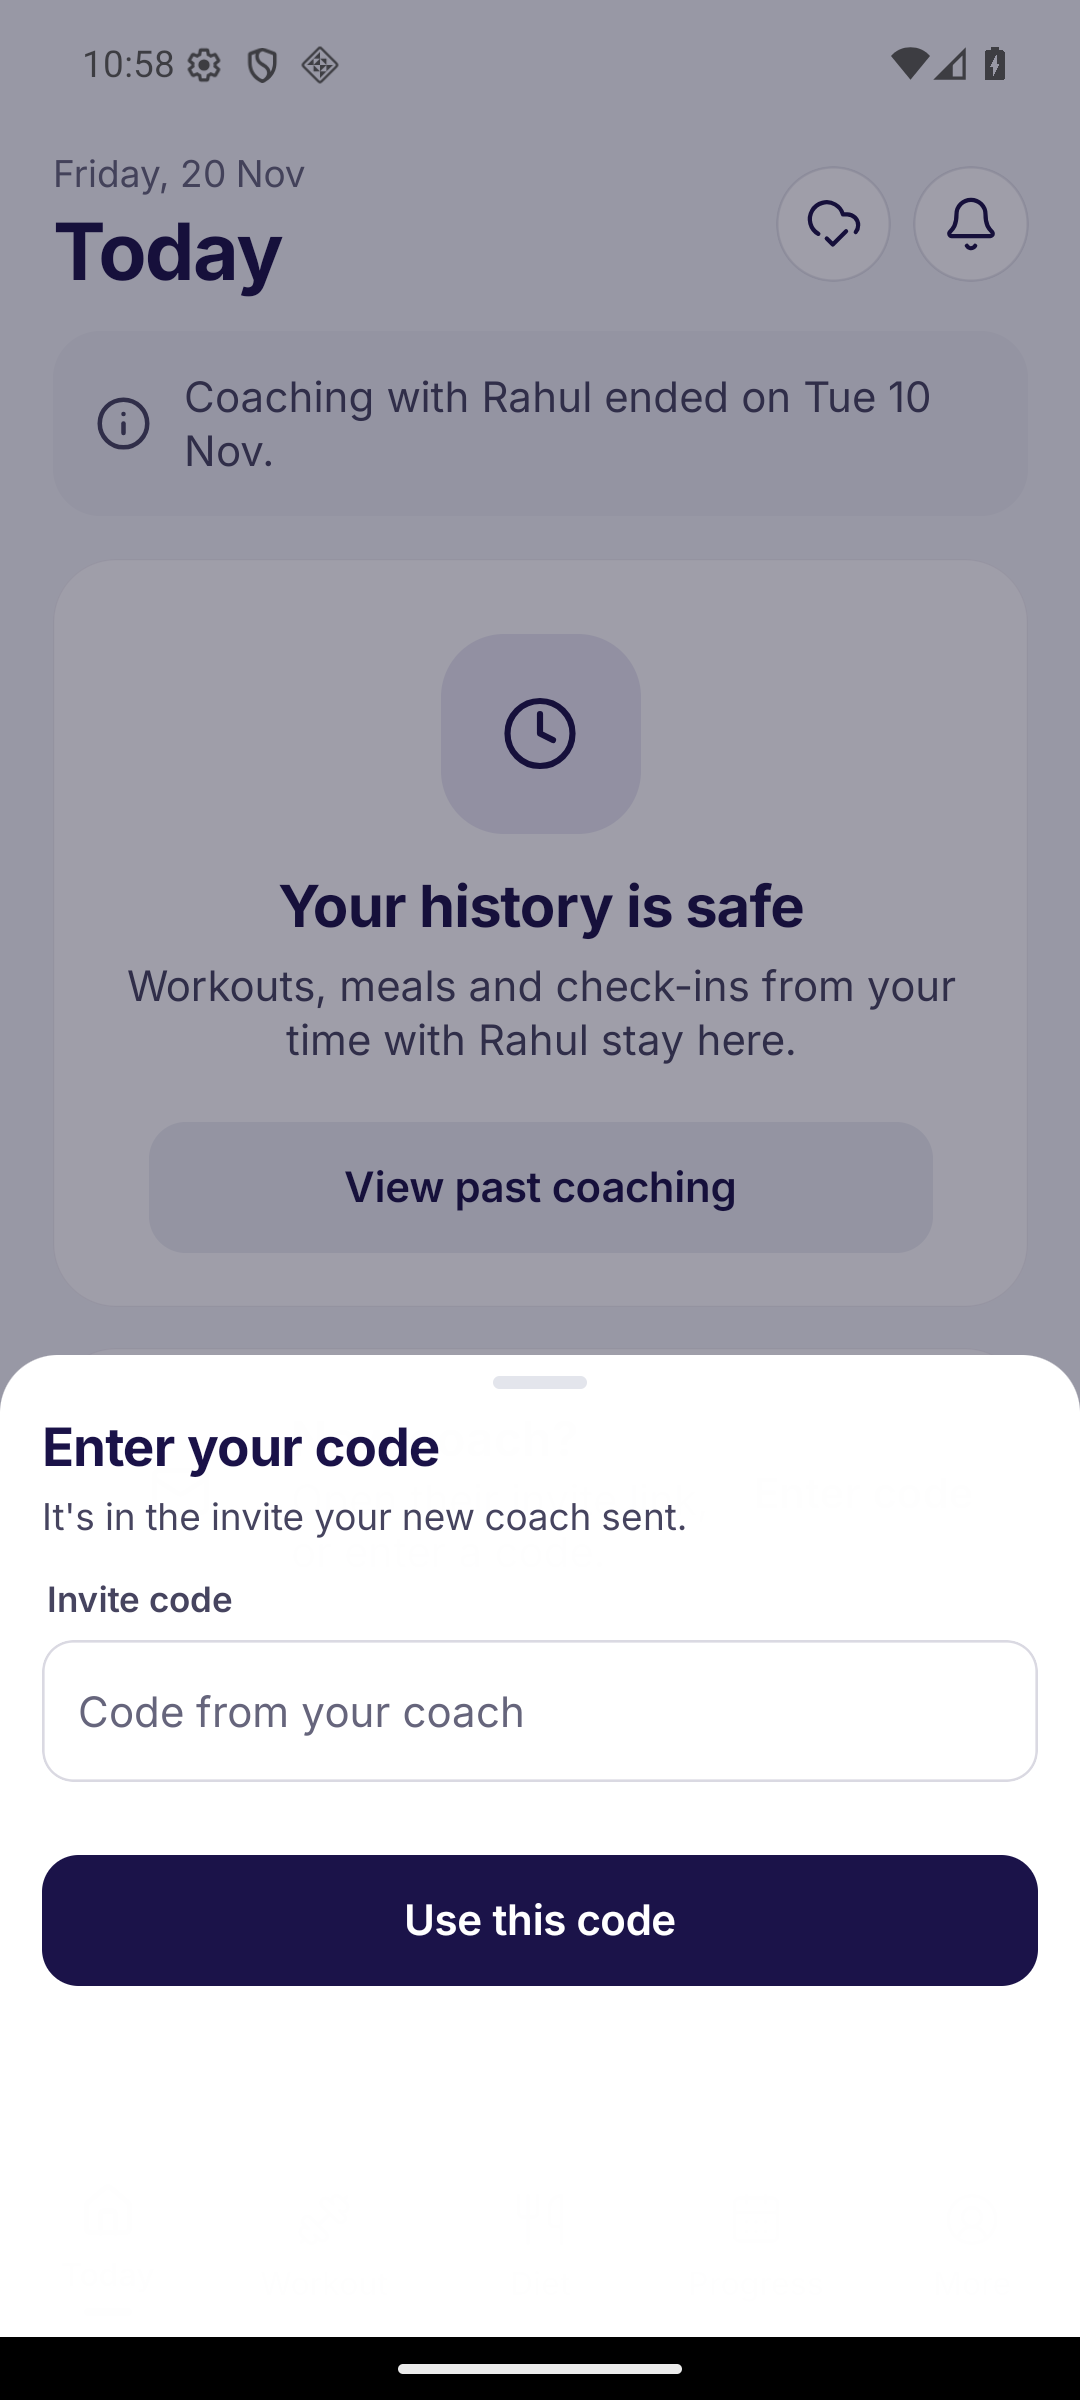 10:58
Friday, 20 Nov
Today
Coaching with Rahul ended on Tue 10
Nov.
Your history is safe
Workouts, meals and check-ins from your
time with Rahul stay here.
View past coaching
Enter your code
It's in the invite your new coach sent.
Invite code
Code from your coach
Use this code